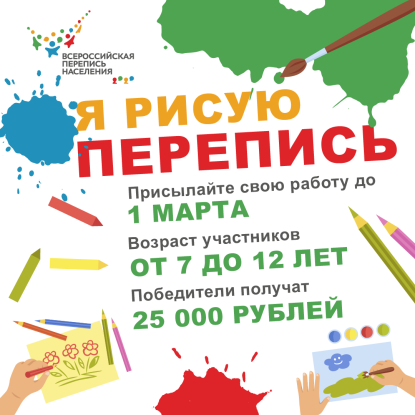 ВСЕРОССИЙСКАЯ
ПЕРЕПИСЬ
НАСЕЛЕНИЯ
2020
Я РИСУЮ
ПЕРЕПИСЬ
Присылайте свою работу до
1 МАРТА
Возраст участников
ОТ 7 ДО 12 ЛЕТ
Победители получат
25 000 РУБЛЕЙ